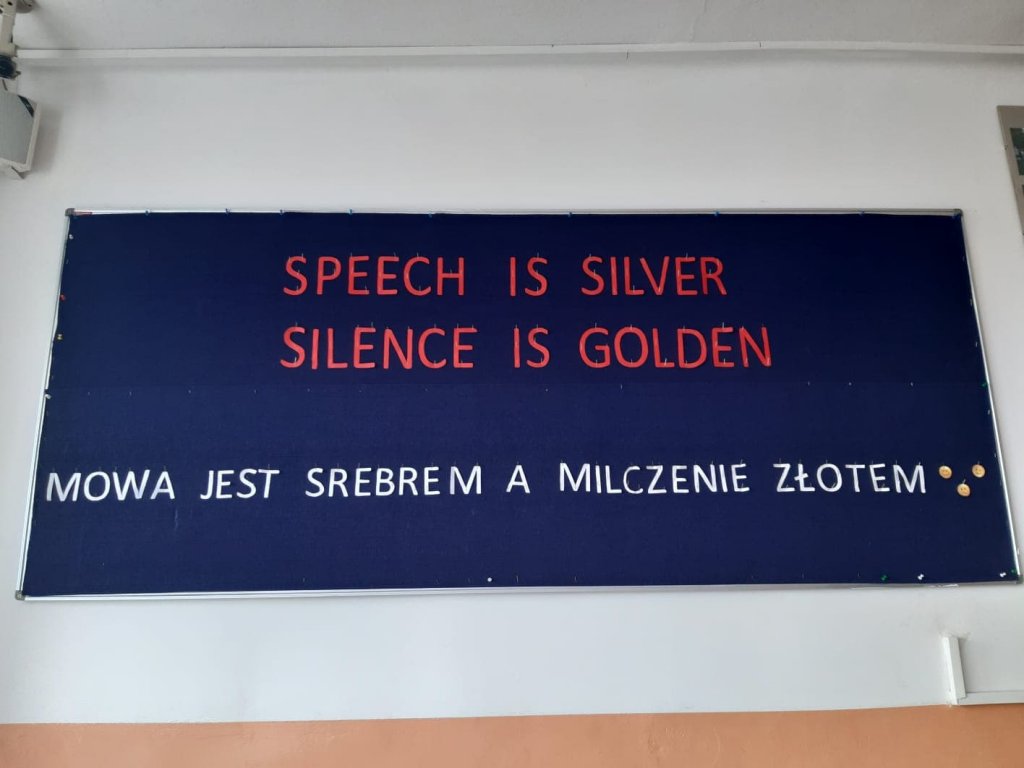 SPEECH IS SILVER
SILENCE IS GOLDEN
MOWA JEST SREBREM A MILCZENIE ZŁOTEM